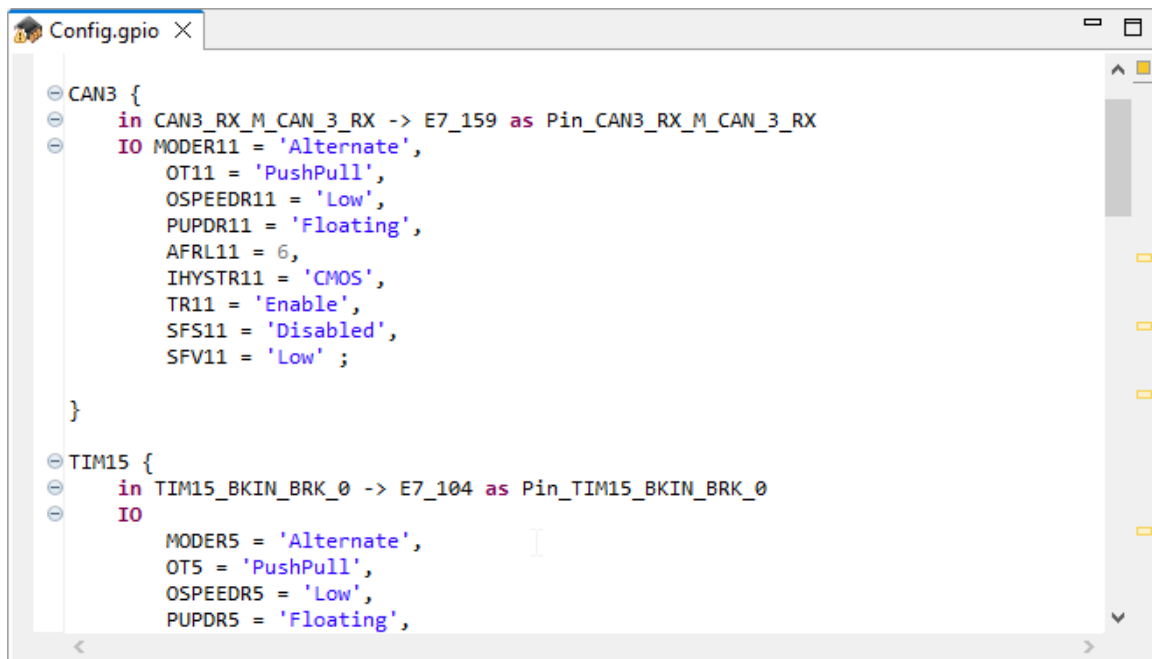 Config.gpio
CAN3 {
in CAN3_RX_M_CAN_3_RX -> E7_159 as Pin_CAN3_RX_M_CAN_3_RX
IO MODER11 = 'Alternate',
OT11 = 'PushPull',
OSPEEDR11 = 'Low',
PUPDR11 = 'Floating',
AFRL11 = 6,
IHYSTR11 = 'CMOS',
TR11 = 'Enable',
SFS11 = 'Disabled',
SFV11 = 'Low' ;
}
TIM15 {
in TIM15_BKIN_BRK_0 -> E7_104 as Pin_TIM15_BKIN_BRK_0
IO
MODER5 = 'Alternate',
OT5 = 'PushPull',
OSPEEDR5 = 'Low',
PUPDR5 = 'Floating',